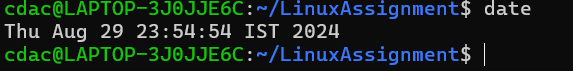 cdac@LAPTOP-3J0JJE6C:~/LinuxAssignment$ date
Thu Aug 29 23:54:54 IST 2024
cdac@LAPTOP-3J0JJE6C:~/LinuxAssignment$